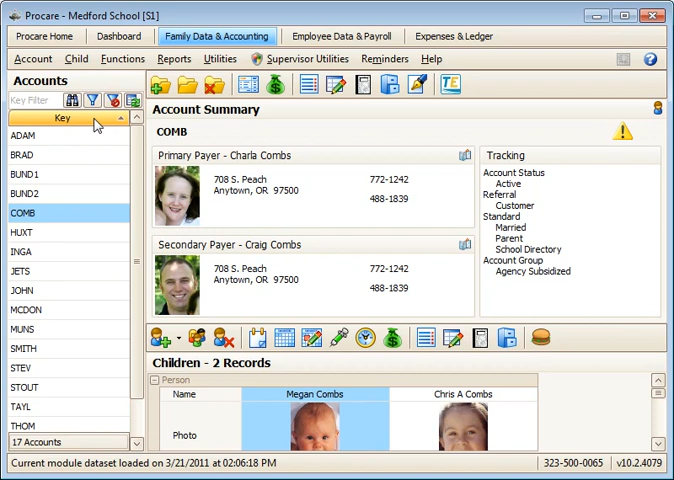 Procare - Medford School [S1]
Procare Home Dashboard Family Data & Accounting Employee Data & Payroll Expenses & Ledger
Account Child Functions Reports Utilities Supervisor Utilities Reminders Help
Accounts
Key Filter
Key
ADAM
BRAD
BUND1
BUND2
COMB
HUXT
INGA
JETS
JOHN
MCDON
MUNS
SMITH
STEV
STOUT
TAYL
THOM
17 Accounts
TE
Account Summary
COMB
Primary Payer - Charla Combs
708 S. Peach 772-1242
Anytown, OR 97500
488-1839
Secondary Payer - Craig Combs
708 S. Peach 772-1242
Anytown, OR 97500
488-1839
Tracking
Account Status
Active
Referral
Customer
Standard
Married
Parent
School Directory
Account Group
Agency Subsidized
Children - 2 Records
Person
Name Megan Combs Chris A Combs
Photo
Current module dataset loaded on 3/21/2011 at 02:06:18 PM 323-500-0065 v10.2.4079